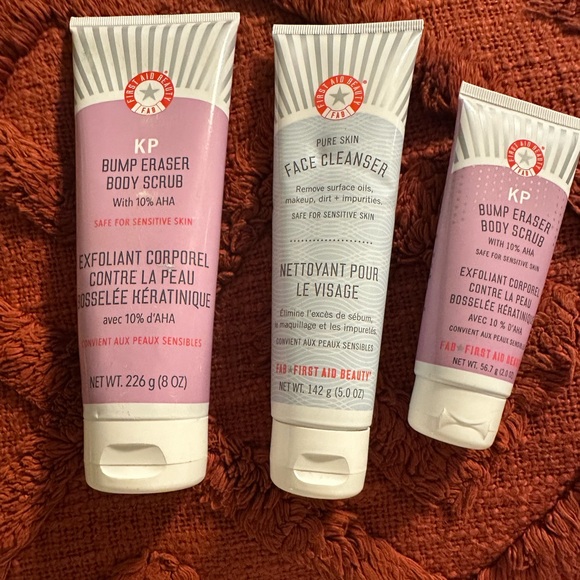 FIRST AID BEAUTY
FAB
KP
BUMP ERASER
BODY SCRUB
With 10% AHA
SAFE FOR SENSITIVE SKIN
EXFOLIANT CORPOREL
CONTRE LA PEAU
BOSSELÉE KÉRATINIQUE
avec 10% d'AHA
CONVIENT AUX PEAUX SENSIBLES
NET WT. 226 g (8 OZ)
FIRST AID BEAUTY
FAB
PURE SKIN
FACE CLEANSER
Remove surface oils,
makeup, dirt + impurities.
SAFE FOR SENSITIVE SKIN
NETTOYANT POUR
LE VISAGE
Élimine l'excès de sébum,
le maquillage et les impuretés.
CONVIENT AUX PEAUX SENSIBLES
FAB FIRST AID BEAUTY
NET WT. 142 g (5.0 OZ)
FIRST AID BEAUTY
FAB
KP
BUMP ERASER
BODY SCRUB
WITH 10% AHA
SAFE FOR SENSITIVE SKIN
EXFOLIANT CORPOREL
CONTRE LA PEAU
BOSSELÉE KÉRATINIQUE
AVEC 10 % D'AHA
CONVIENT AUX PEAUX SENSIBLES
FAB FIRST AID BEAUTY
NET WT. 56.7 g (2.0 OZ)